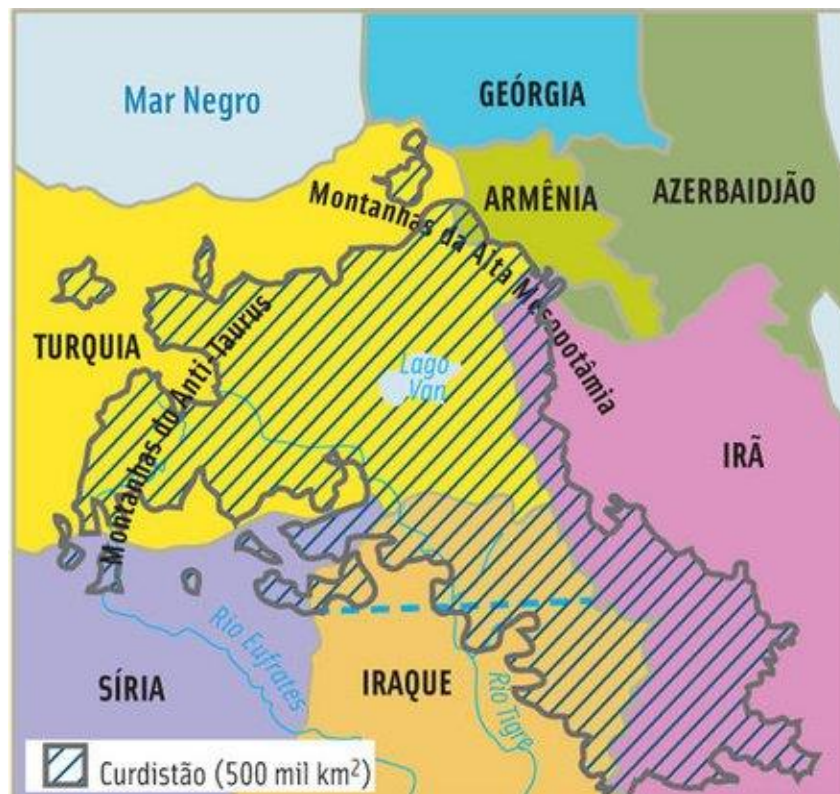 Mar Negro
GEÓRGIA
ARMÊNIA
AZERBAIDJÃO
Montanhas da Alta Mesopotâmia
TURQUIA
Montanhas do Anti-Taurus
Lago
Van
IRÃ
SÍRIA
Rio Eufrates
IRAQUE
Rio Tigre
Curdistão (500 mil km²)